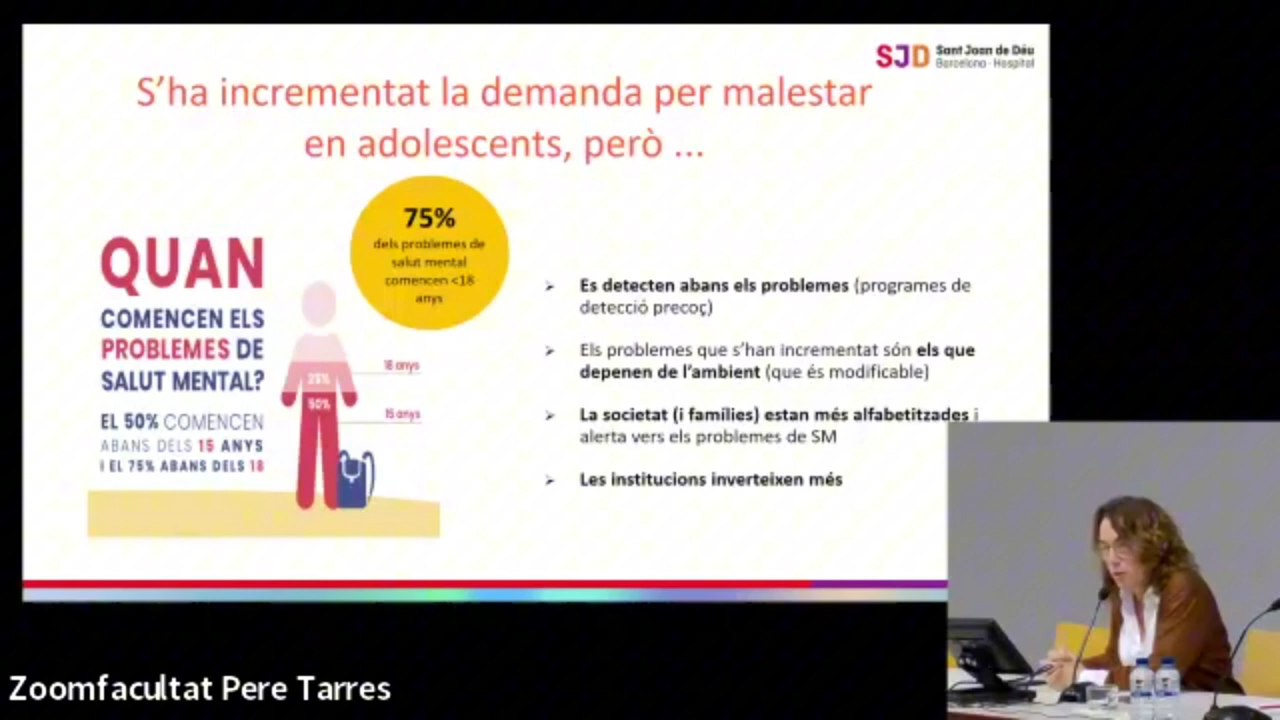 SJD Sant Joan de Déu
Barcelona · Hospital
S'ha incrementat la demanda per malestar
en adolescents, però ...
75%
dels problemes de
salut mental
comencen <18
anys
QUAN
COMENCEN ELS
PROBLEMES DE
SALUT MENTAL?
EL 50% COMENCEN
ABANS DELS 15 ANYS
I EL 75% ABANS DELS 18
18 anys
25%
50%
15 anys
➢ Es detecten abans els problemes (programes de
detecció precoç)
➢ Els problemes que s'han incrementat són els que
depenen de l'ambient (que és modificable)
➢ La societat (i famílies) estan més alfabetitzades i
alerta vers els problemes de SM
➢ Les institucions inverteixen més
Zoomfacultat Pere Tarres